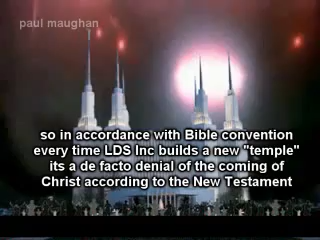 paul maughan
so in accordance with Bible convention
every time LDS Inc builds a new "temple"
its a de facto denial of the coming of
Christ according to the New Testament